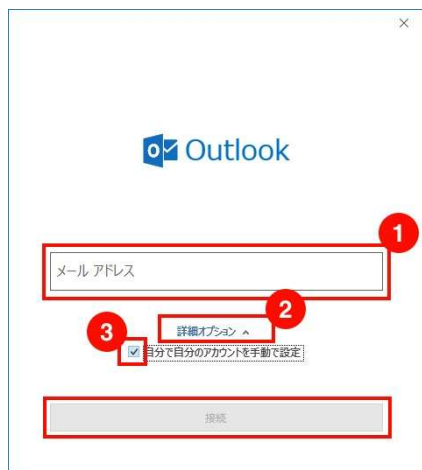 Outlook
1
メール アドレス
2
詳細オプション
3
自分で自分のアカウントを手動で設定
接続